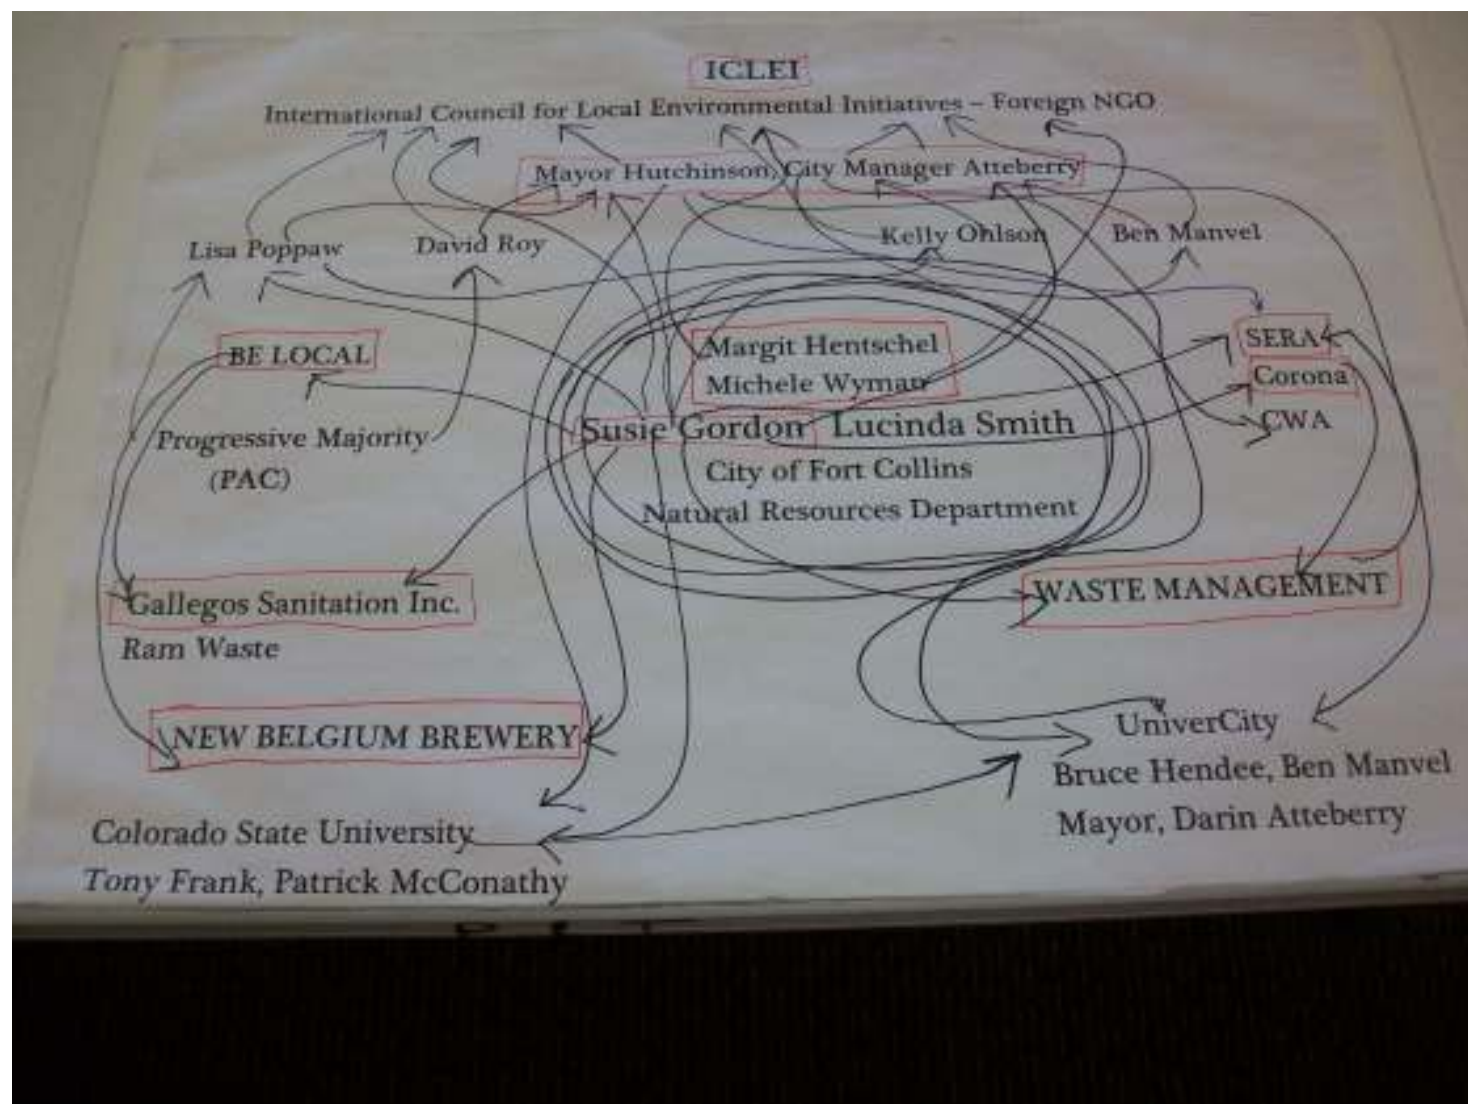 ICLEI
International Council for Local Environmental Initiatives – Foreign NGO
Mayor Hutchinson, City Manager Atteberry
Lisa Poppaw David Roy Kelly Ohlson Ben Manvel
BE LOCAL Margit Hentschel SERA
Michele Wyman Corona
Progressive Majority Susie Gordon Lucinda Smith CWA
(PAC) City of Fort Collins
Natural Resources Department
Gallegos Sanitation Inc. WASTE MANAGEMENT
Ram Waste
NEW BELGIUM BREWERY UniverCity
Bruce Hendee, Ben Manvel
Colorado State University Mayor, Darin Atteberry
Tony Frank, Patrick McConathy